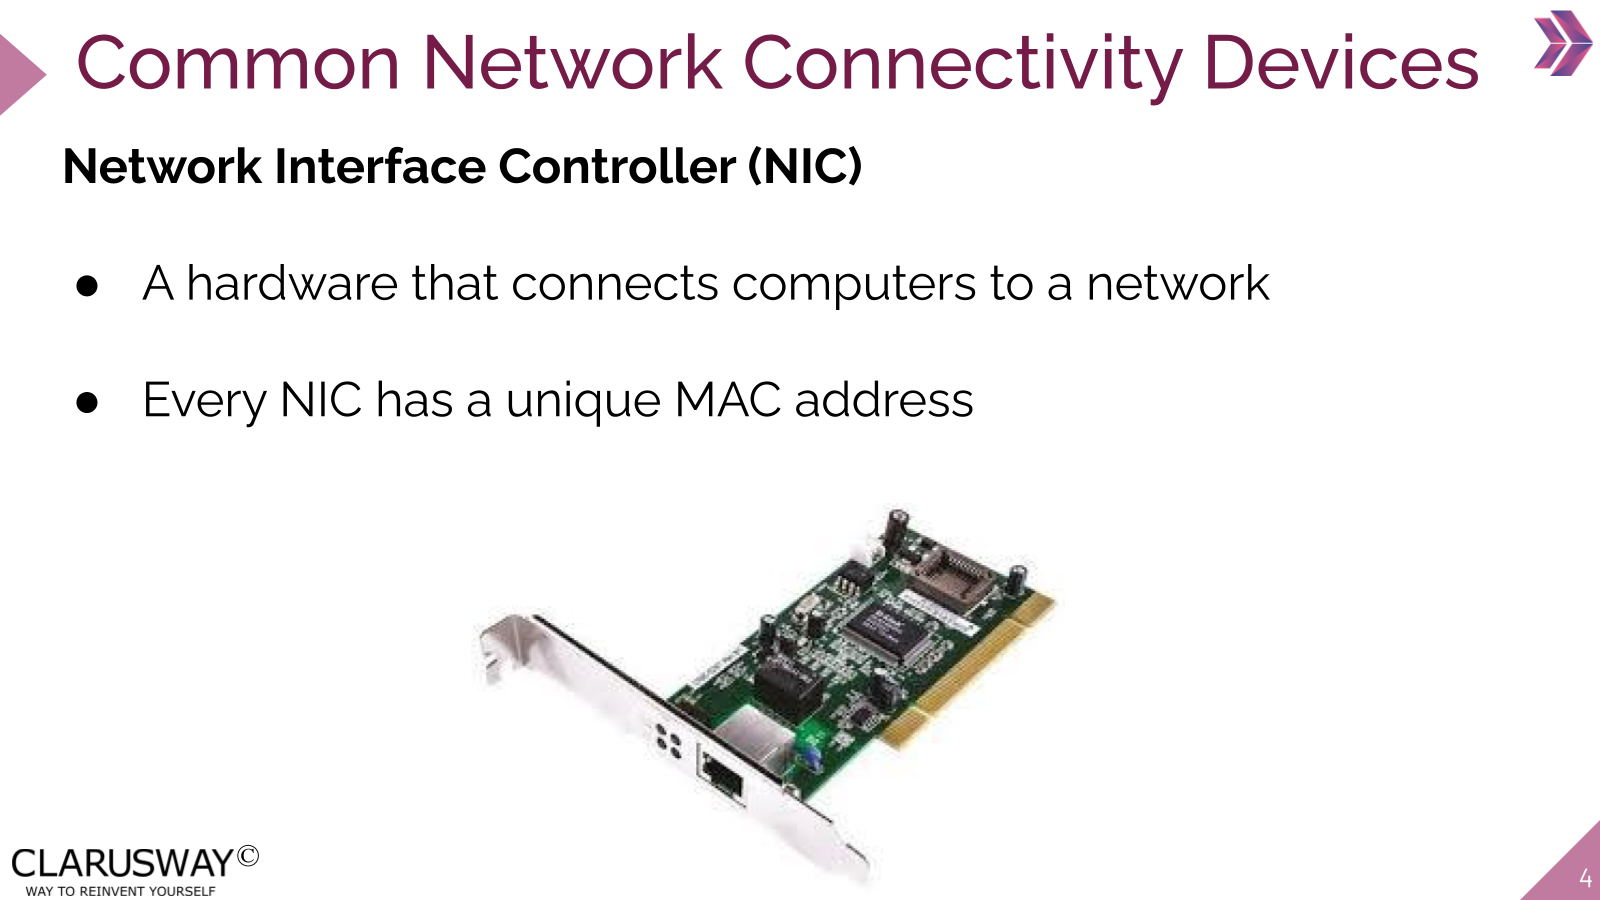 Common Network Connectivity Devices
Network Interface Controller (NIC)
● A hardware that connects computers to a network
● Every NIC has a unique MAC address
CLARUSWAY©
WAY TO REINVENT YOURSELF
4